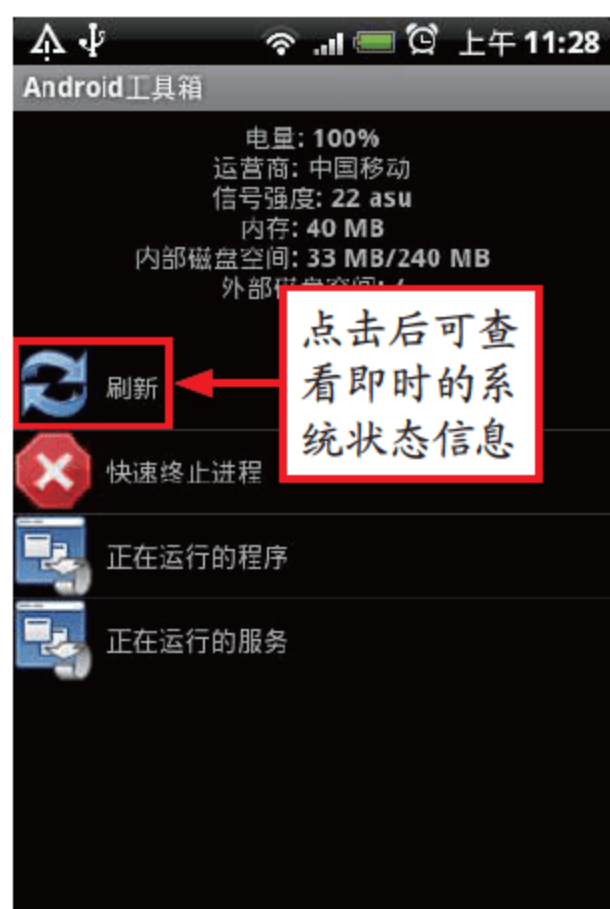 上午 11:28
Android工具箱
电量: 100%
运营商: 中国移动
信号强度: 22 asu
内存: 40 MB
内部磁盘空间: 33 MB/240 MB
外部
点击后可查
看即时的系
统状态信息
刷新
快速终止进程
正在运行的程序
正在运行的服务